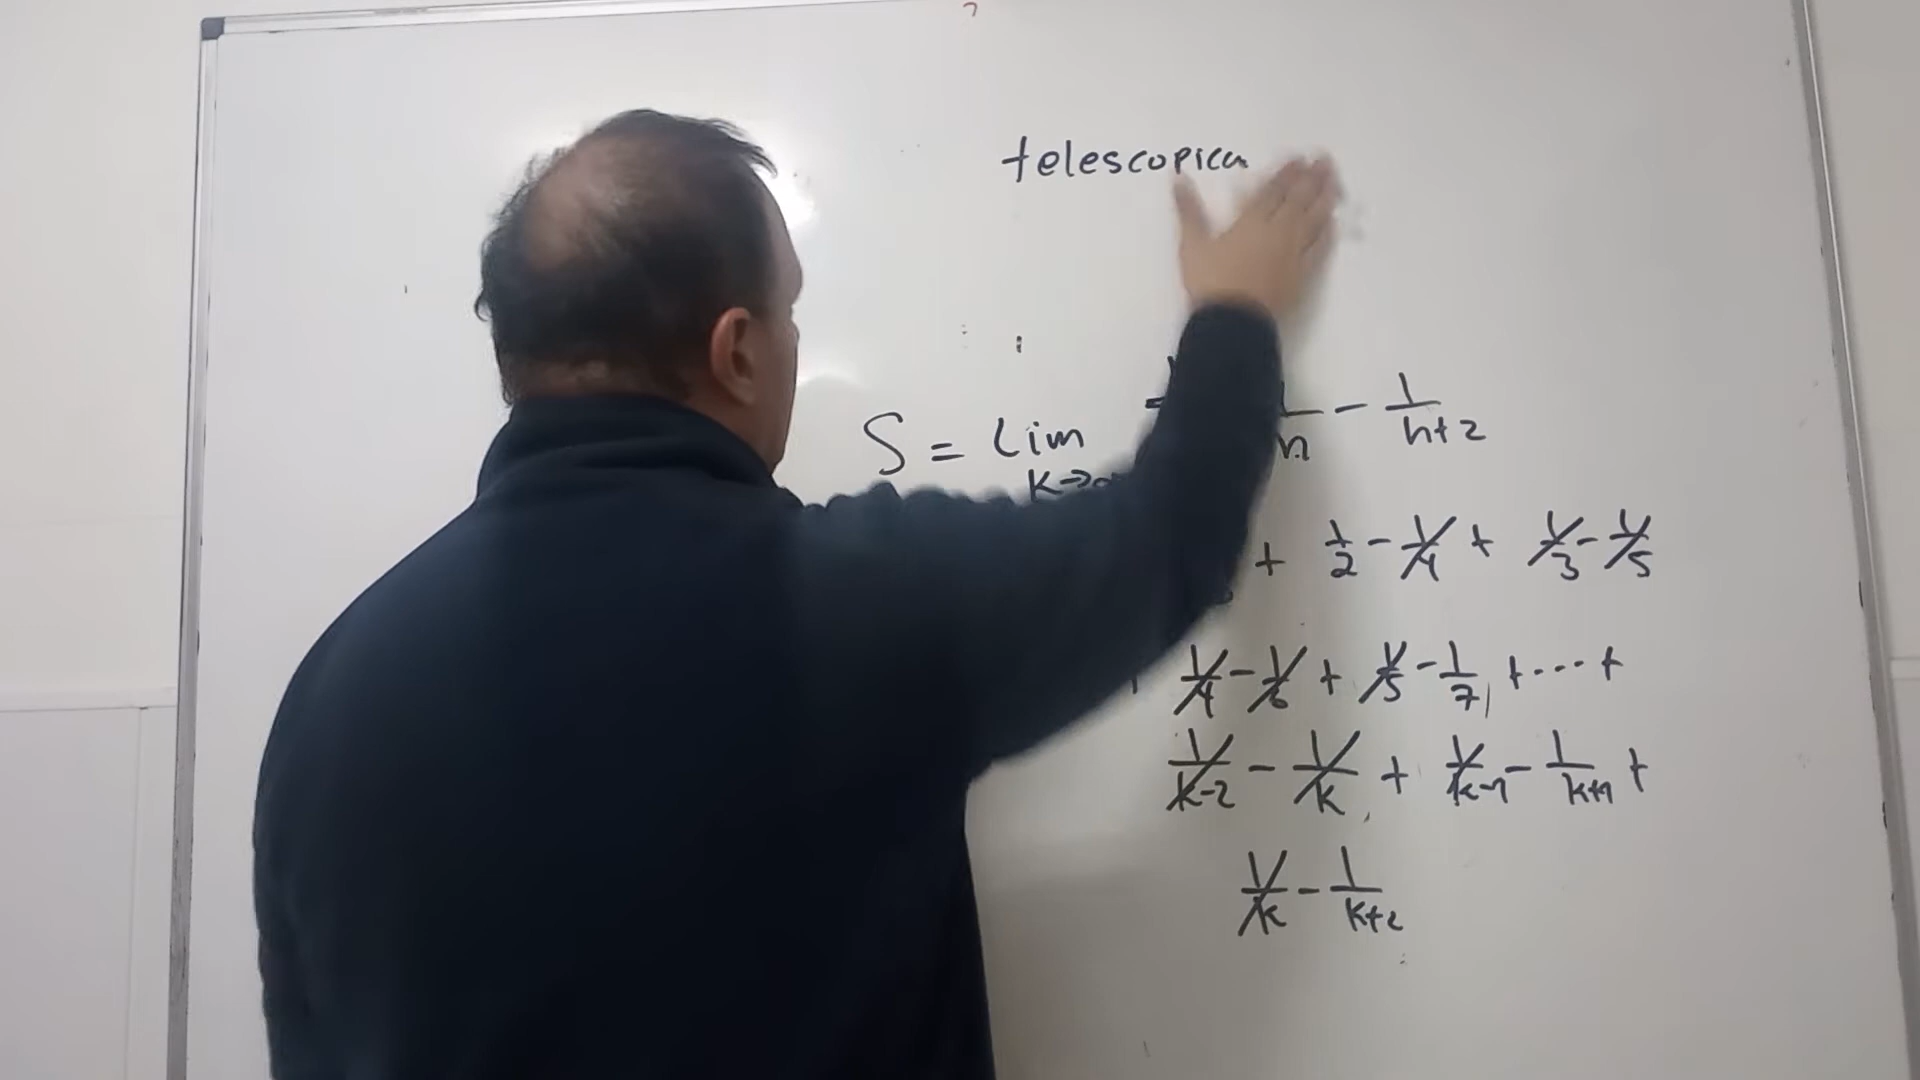 telescopica
S = Lim = 1/n - 1/(n+2)
K→∞
+ 1/2 - 1/4 + 1/3 - 1/5
1/4 - 1/6 + 1/5 - 1/7 + ... +
1/(k-2) - 1/k + 1/(k-1) - 1/(k+1) +
1/k - 1/(k+2)